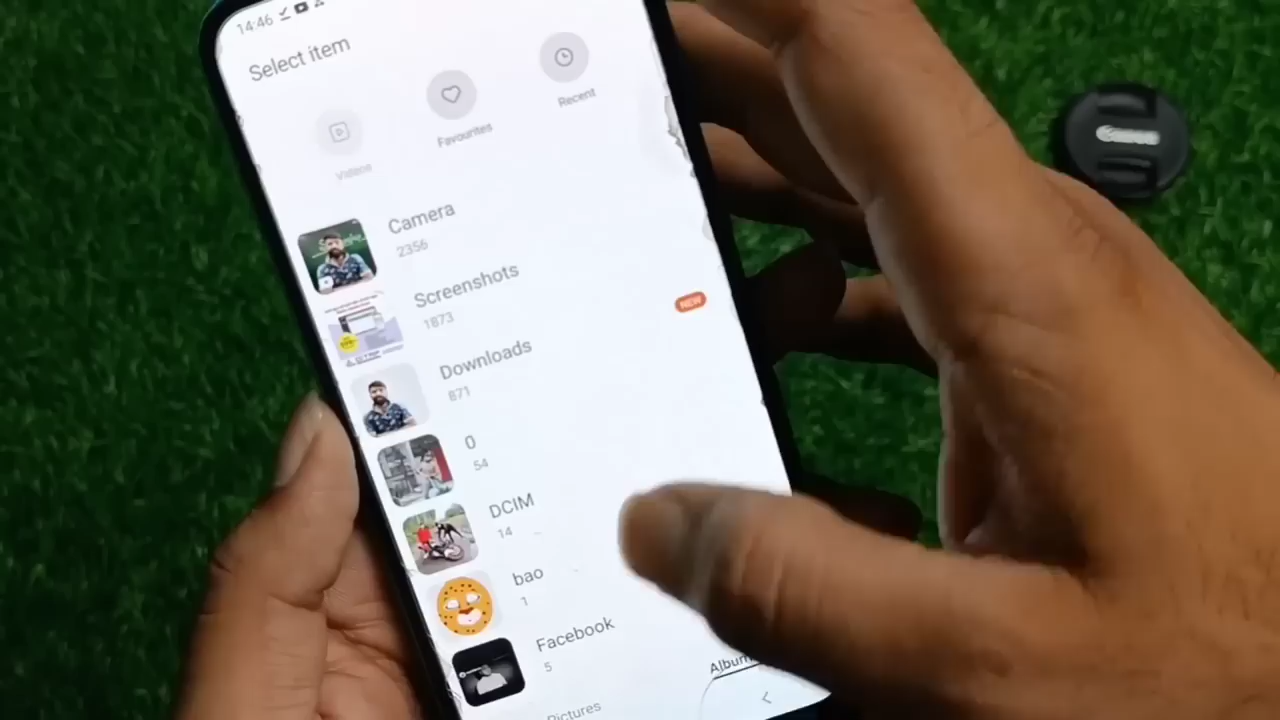 14:46
Select item
Videos
Favourites
Recent
Camera
2356
Screenshots
1873
NEW
Downloads
871
0
54
DCIM
14
bao
1
Facebook
5
Pictures
Canon